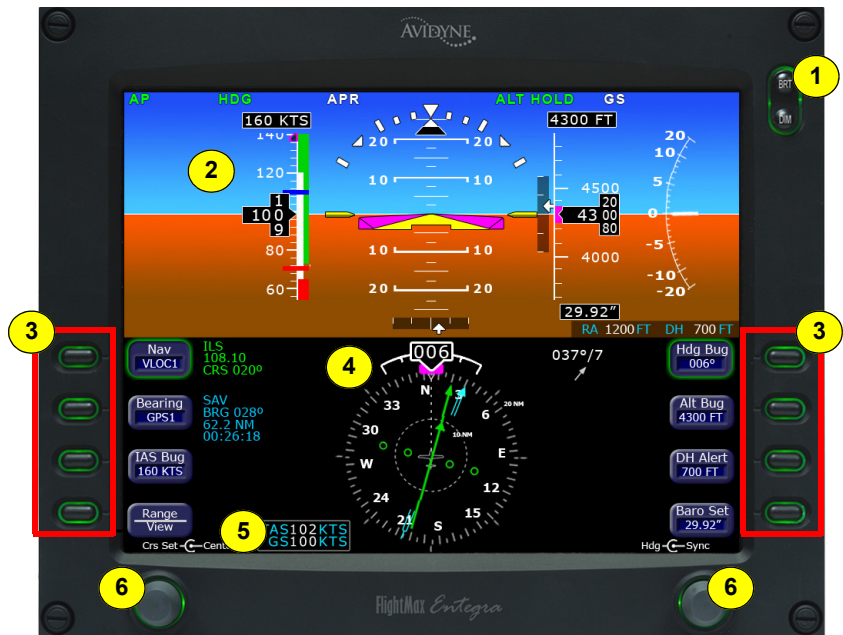 AVIDYNE
1
BRT
DIM
AP HDG APR ALT HOLD GS
160 KTS
4300 FT
140
120
1
100
9
80
60
2
20 20
10 10
10 10
20 20
4500
20
43 00
80
4000
29.92"
20
10
5
0
-5
-10
-20
RA 1200 FT DH 700 FT
3
3
Nav
VLOC1
ILS
108.10
CRS 020º
Bearing
GPS1
SAV
BRG 028º
62.2 NM
00:26:18
IAS Bug
160 KTS
Range
View
4
006
037º/7
N
3
6
E
12
15
S
21
24
W
30
33
20 NM
10 NM
Hdg Bug
006º
Alt Bug
4300 FT
DH Alert
700 FT
Baro Set
29.92"
5
TAS 102 KTS
GS 100 KTS
Crs Set
Hdg Sync
6
6
FlightMax Entegra